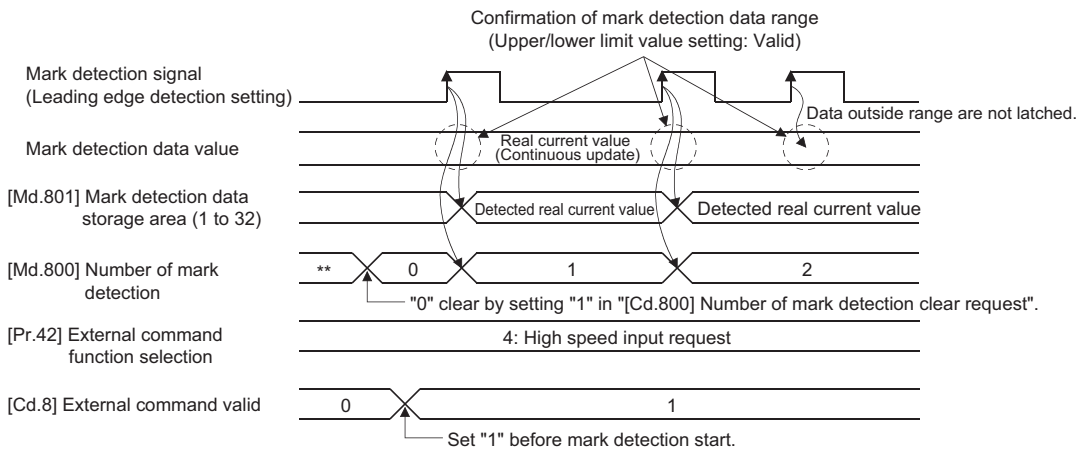 Confirmation of mark detection data range
(Upper/lower limit value setting: Valid)
Mark detection signal
(Leading edge detection setting)
Data outside range are not latched.
Mark detection data value
Real current value
(Continuous update)
[Md.801] Mark detection data
storage area (1 to 32)
Detected real current value
Detected real current value
[Md.800] Number of mark
detection
**
0
1
2
"0" clear by setting "1" in "[Cd.800] Number of mark detection clear request".
[Pr.42] External command
function selection
4: High speed input request
[Cd.8] External command valid
0
1
Set "1" before mark detection start.